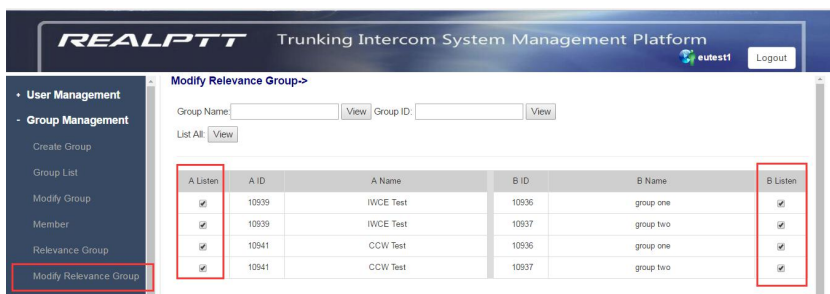 REALPTT Trunking Intercom System Management Platform
eutest1 Logout
+ User Management
- Group Management
Create Group
Group List
Modify Group
Member
Relevance Group
Modify Relevance Group
Modify Relevance Group->
Group Name: View Group ID: View
List All: View
A Listen A ID A Name B ID B Name B Listen
10939 IWCE Test 10936 group one
10939 IWCE Test 10937 group two
10941 CCW Test 10936 group one
10941 CCW Test 10937 group two